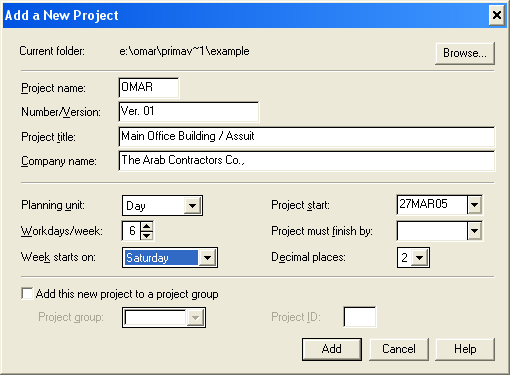 Add a New Project
Current folder: e:\omar\primav~1\example Browse...
Project name: OMAR
Number/Version: Ver. 01
Project title: Main Office Building / Assuit
Company name: The Arab Contractors Co.,
Planning unit: Day Project start: 27MAR05
Workdays/week: 6 Project must finish by:
Week starts on: Saturday Decimal places: 2
Add this new project to a project group
Project group: Project ID:
Add Cancel Help